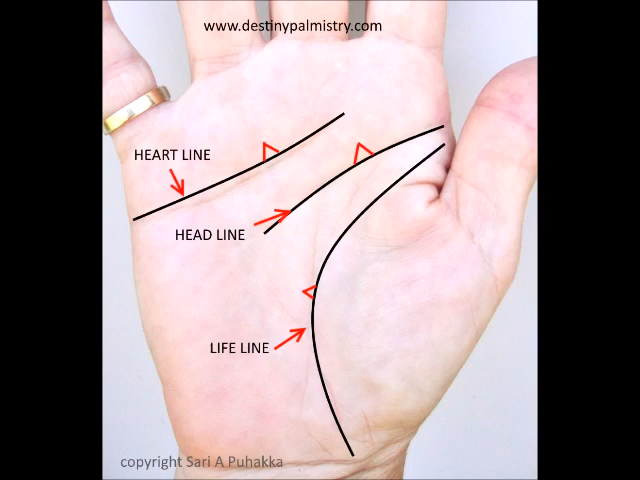 www.destinypalmistry.com
HEART LINE
HEAD LINE
LIFE LINE
copyright Sari A Puhakka